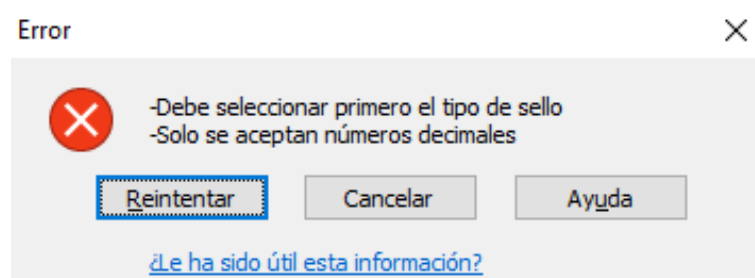 Error
-Debe seleccionar primero el tipo de sello
-Solo se aceptan números decimales
Reintentar Cancelar Ayuda
¿Le ha sido útil esta información?